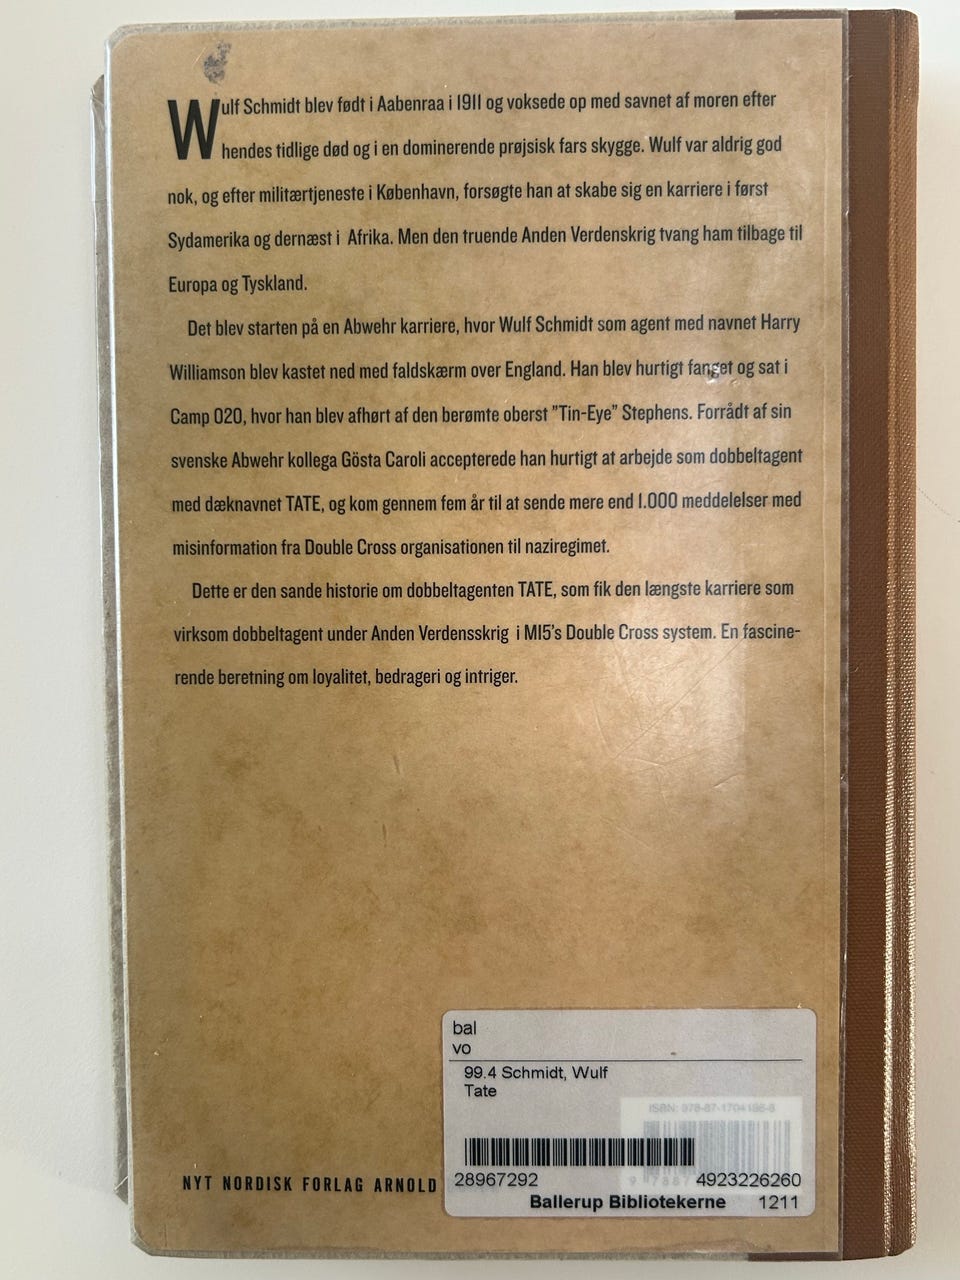 Wulf Schmidt blev født i Aabenraa i 1911 og voksede op med savnet af moren efter
hendes tidlige død og i en dominerende prøjsisk fars skygge. Wulf var aldrig god
nok, og efter militærtjeneste i København, forsøgte han at skabe sig en karriere i først
Sydamerika og dernæst i Afrika. Men den truende Anden Verdenskrig tvang ham tilbage til
Europa og Tyskland.
Det blev starten på en Abwehr karriere, hvor Wulf Schmidt som agent med navnet Harry
Williamson blev kastet ned med faldskærm over England. Han blev hurtigt fanget og sat i
Camp 020, hvor han blev afhørt af den berømte oberst ”Tin-Eye” Stephens. Forrådt af sin
svenske Abwehr kollega Gösta Caroli accepterede han hurtigt at arbejde som dobbeltagent
med dæknavnet TATE, og kom gennem fem år til at sende mere end 1.000 meddelelser med
misinformation fra Double Cross organisationen til naziregimet.
Dette er den sande historie om dobbeltagenten TATE, som fik den længste karriere som
virksom dobbeltagent under Anden Verdensskrig i MI5’s Double Cross system. En fascine-
rende beretning om loyalitet, bedrageri og intriger.
bal
vo
99.4 Schmidt, Wulf
Tate
ISBN: 978-87-1704186-8
28967292 4923226260
Ballerup Bibliotekerne 1211
NYT NORDISK FORLAG ARNOLD